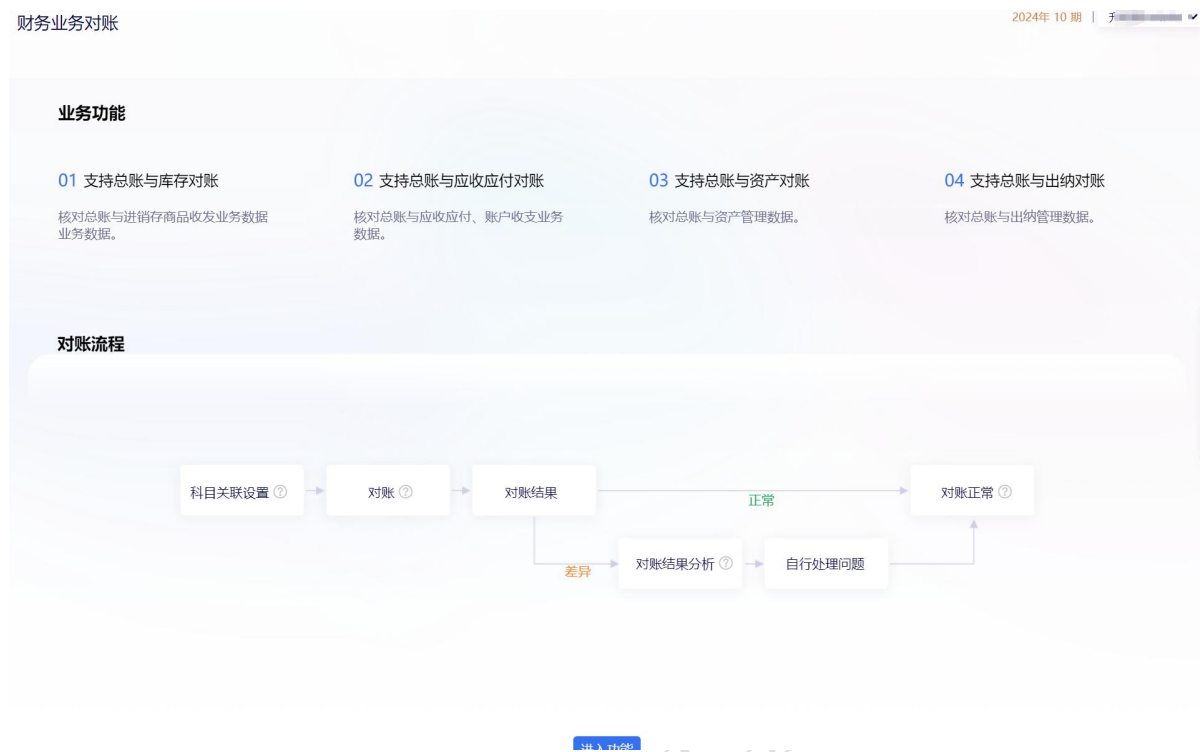 财务业务对账
2024年 10 期 |
业务功能
01 支持总账与库存对账
核对总账与进销存商品收发业务数据
业务数据。
02 支持总账与应收应付对账
核对总账与应收应付、账户收支业务
数据。
03 支持总账与资产对账
核对总账与资产管理数据。
04 支持总账与出纳对账
核对总账与出纳管理数据。
对账流程
科目关联设置
对账
对账结果
正常
对账正常
差异
对账结果分析
自行处理问题
进入功能